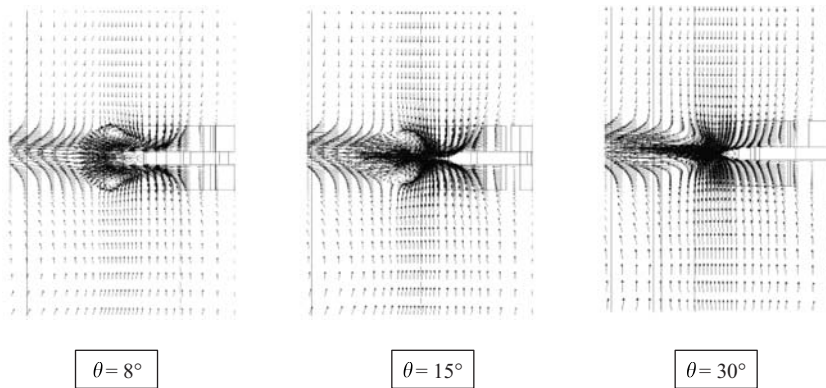 θ = 8°
θ = 15°
θ = 30°